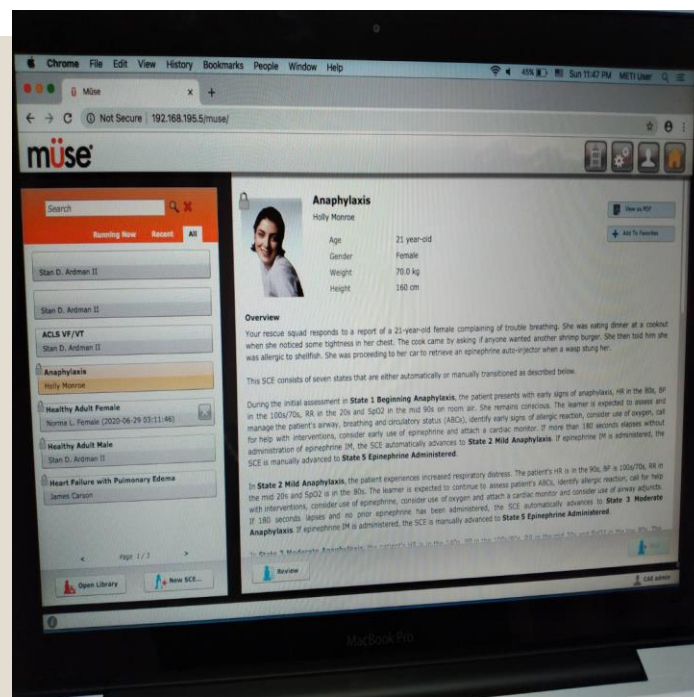 Chrome File Edit View History Bookmarks People Window Help
45% Sun 11:47 PM METI User
Müse x +
Not Secure 192.168.195.5/muse/
müse
Search
Running Now Recent All
Stan D. Ardman II
Stan D. Ardman II
ACLS VF/VT
Stan D. Ardman II
Anaphylaxis
Holly Monroe
Healthy Adult Female
Norma L. Female (2020-06-29 03:11:46)
Healthy Adult Male
Stan D. Ardman II
Heart Failure with Pulmonary Edema
James Carson
< Page 1 / 3 >
Open Library
New SCE...
Anaphylaxis
Holly Monroe
Age 21 year-old
Gender Female
Weight 70.0 kg
Height 160 cm
View as PDF
Add To Favorites
Overview
Your rescue squad responds to a report of a 21-year-old female complaining of trouble breathing. She was eating dinner at a cookout
when she noticed some tightness in her chest. The cook came by asking if anyone wanted another shrimp burger. She then told him she
was allergic to shellfish. She was proceeding to her car to retrieve an epinephrine auto-injector when a wasp stung her.
This SCE consists of seven states that are either automatically or manually transitioned as described below.
During the initial assessment in State 1 Beginning Anaphylaxis, the patient presents with early signs of anaphylaxis, HR in the 80s, BP
in the 100s/70s, RR in the 20s and SpO2 in the mid 90s on room air. She remains conscious. The learner is expected to assess and
manage the patient's airway, breathing and circulatory status (ABCs), identify early signs of allergic reaction, consider use of oxygen, call
for help with interventions, consider early use of epinephrine and attach a cardiac monitor. If more than 180 seconds elapses without
administration of epinephrine IM, the SCE automatically advances to State 2 Mild Anaphylaxis. If epinephrine IM is administered, the
SCE is manually advanced to State 5 Epinephrine Administered.
In State 2 Mild Anaphylaxis, the patient experiences increased respiratory distress. The patient's HR is in the 90s, BP is 100s/70s, RR in
the mid 20s and SpO2 is in the 80s. The learner is expected to continue to assess patient's ABCs, identify allergic reaction, call for help
with interventions, consider use of epinephrine, consider use of oxygen and attach a cardiac monitor and consider use of airway adjuncts.
If 180 seconds lapses and no prior epinephrine has been administered, the SCE automatically advances to State 3 Moderate
Anaphylaxis. If epinephrine IM is administered, the SCE is manually advanced to State 5 Epinephrine Administered.
In State 3 Moderate Anaphylaxis, the patient's HR is in the
Review
CAE admin
MacBook Pro